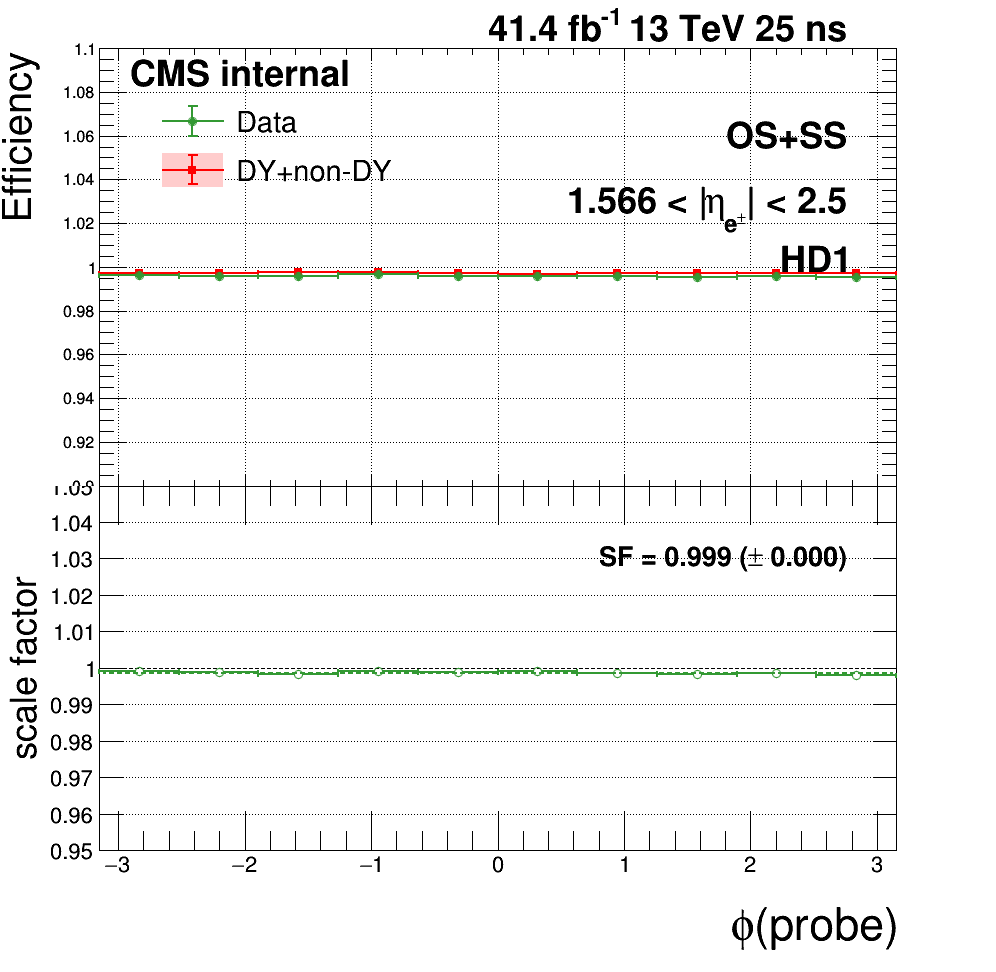 41.4 fb⁻¹ 13 TeV 25 ns
Efficiency
CMS internal
Data
DY+non-DY
OS+SS
1.566 < |η_e±| < 2.5
HD1
1.1
1.08
1.06
1.04
1.02
1
0.98
0.96
0.94
0.92
scale factor
SF = 0.999 (± 0.000)
1.05
1.04
1.03
1.02
1.01
1
0.99
0.98
0.97
0.96
0.95
−3 −2 −1 0 1 2 3
ϕ(probe)